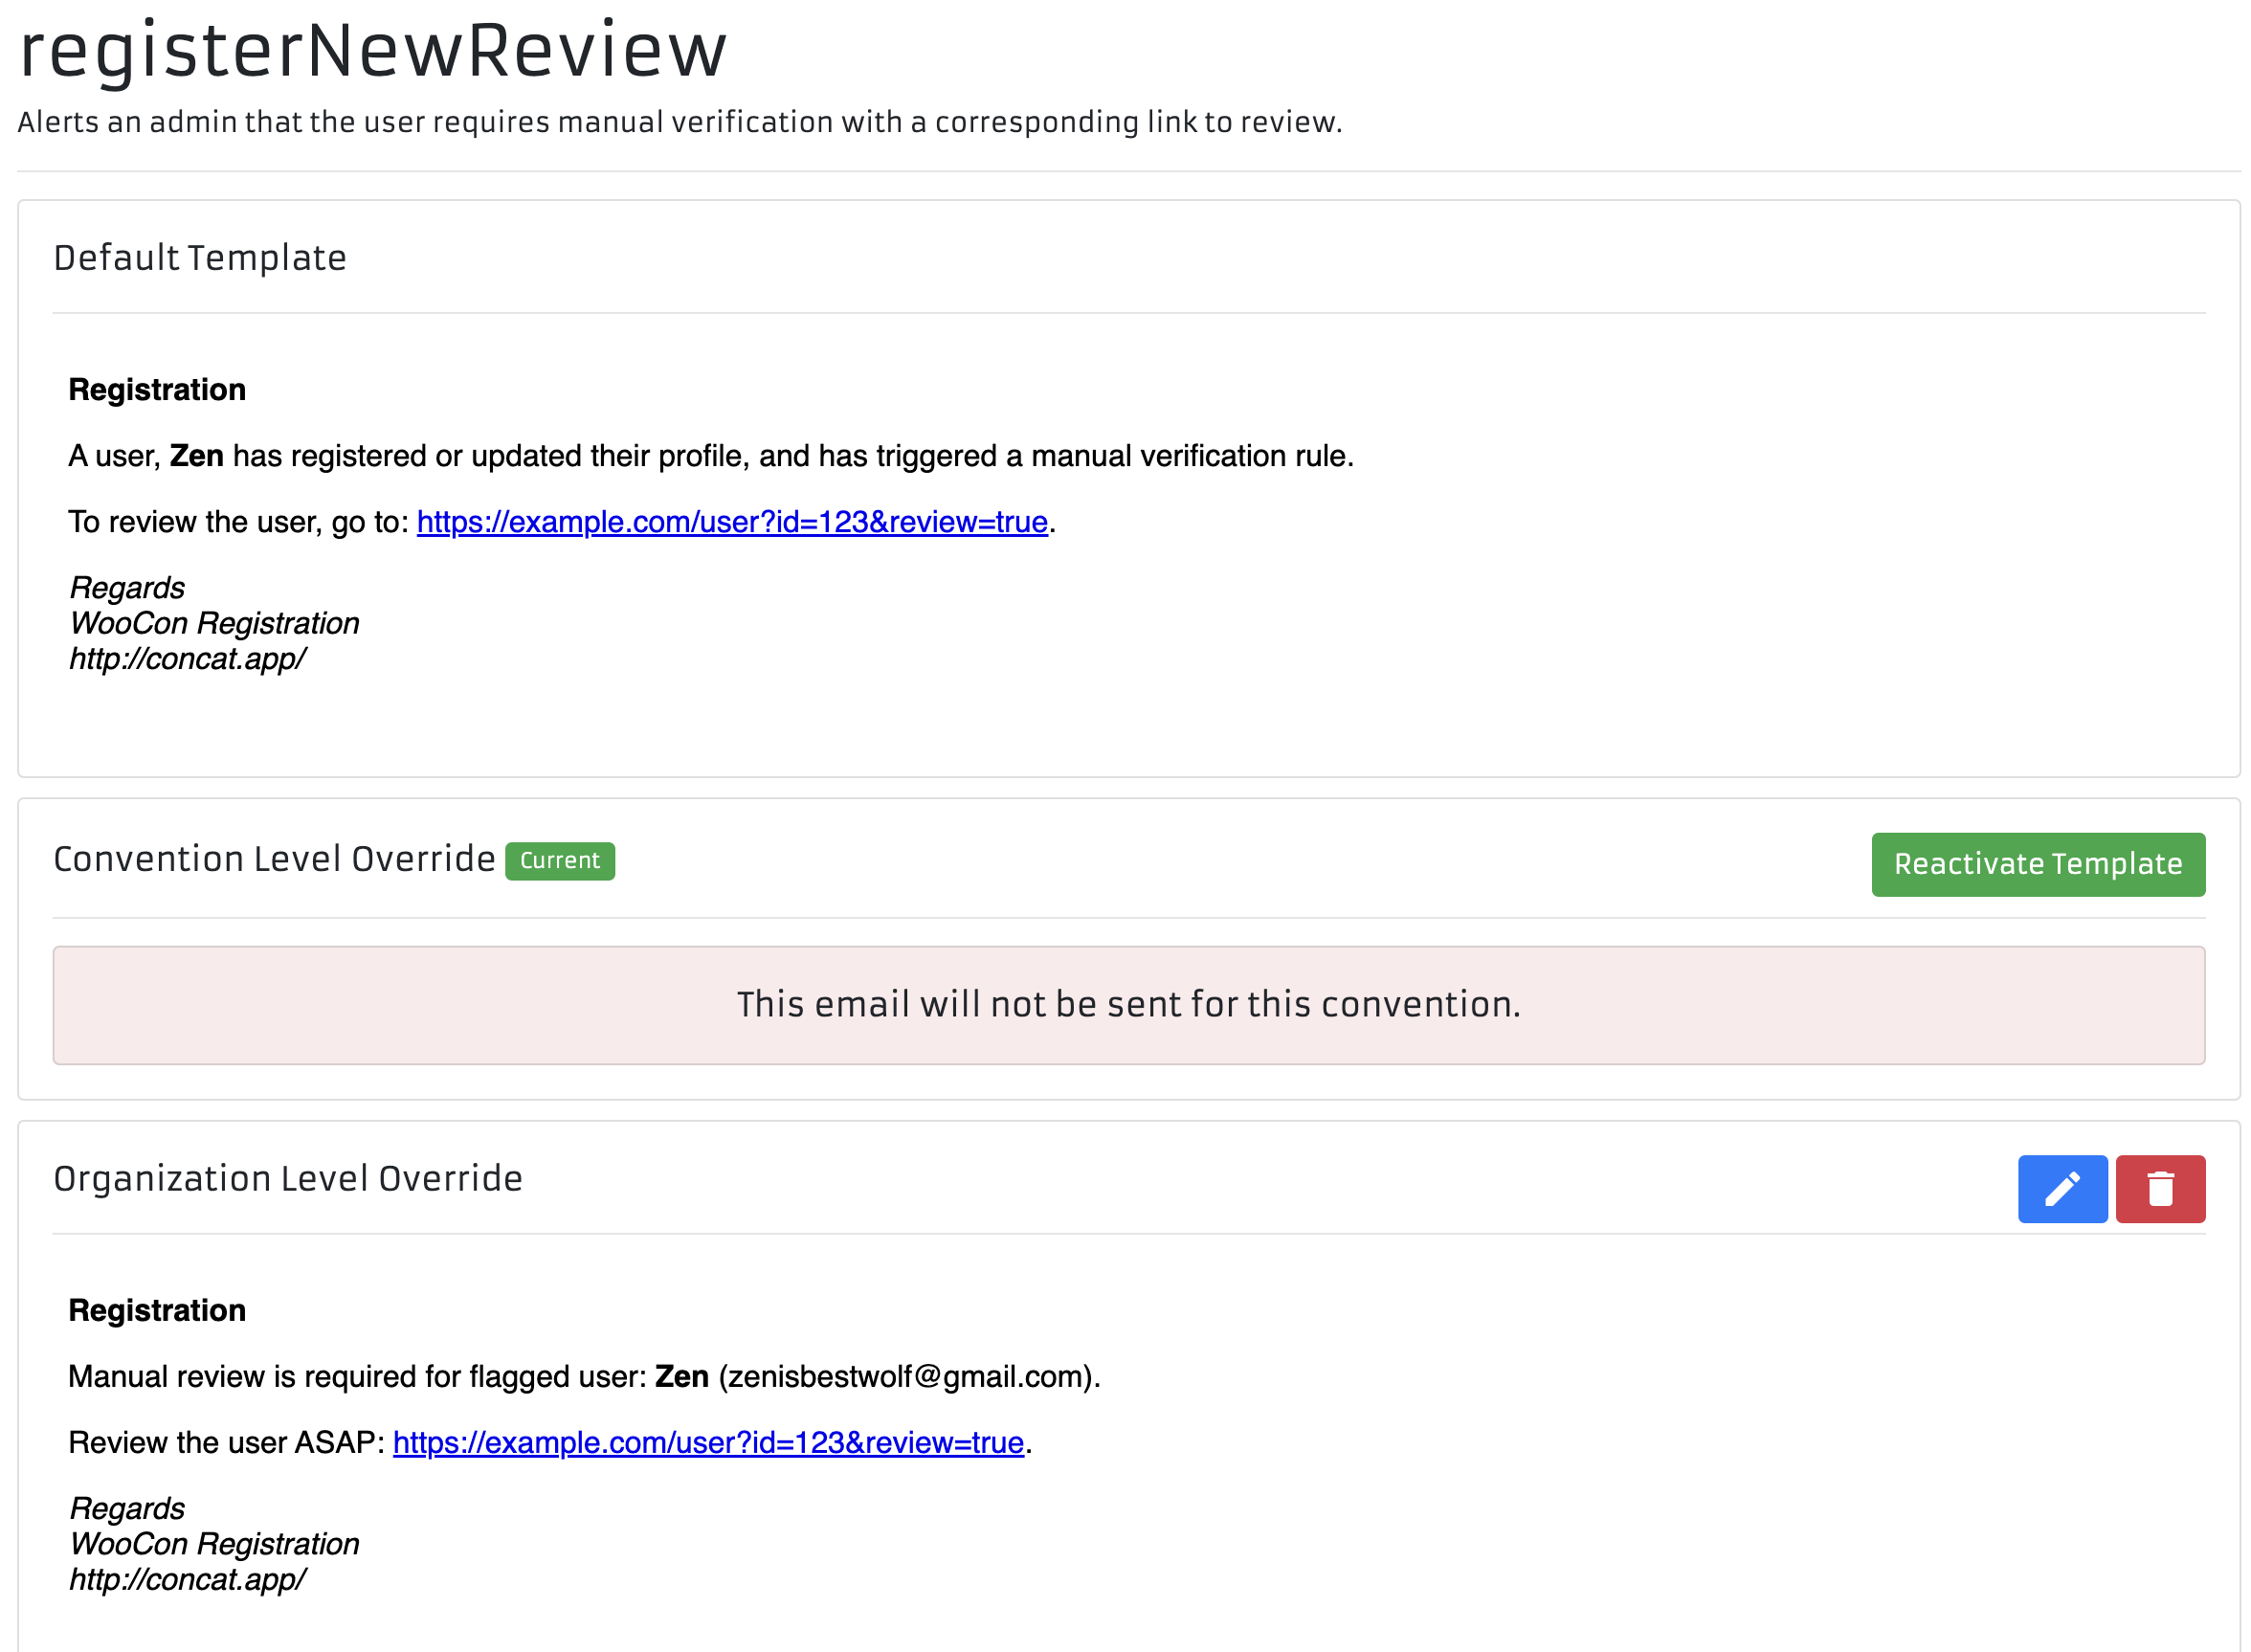 registerNewReview
Alerts an admin that the user requires manual verification with a corresponding link to review.
Default Template
Registration
A user, Zen has registered or updated their profile, and has triggered a manual verification rule.
To review the user, go to: https://example.com/user?id=123&review=true.
Regards
WooCon Registration
http://concat.app/
Convention Level Override Current
Reactivate Template
This email will not be sent for this convention.
Organization Level Override
Registration
Manual review is required for flagged user: Zen (zenisbestwolf@gmail.com).
Review the user ASAP: https://example.com/user?id=123&review=true.
Regards
WooCon Registration
http://concat.app/